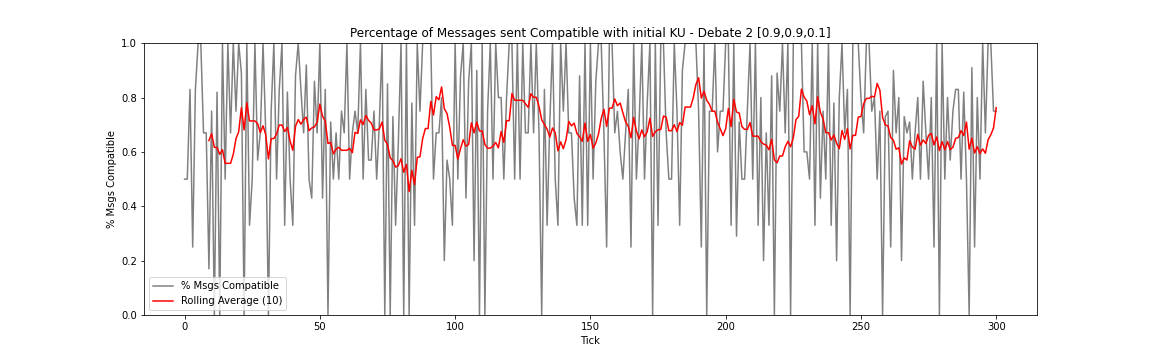 Percentage of Messages sent Compatible with initial KU - Debate 2 [0.9,0.9,0.1]
1.0
0.8
0.6
0.4
0.2
0.0
% Msgs Compatible
% Msgs Compatible
Rolling Average (10)
0
50
100
150
200
250
300
Tick